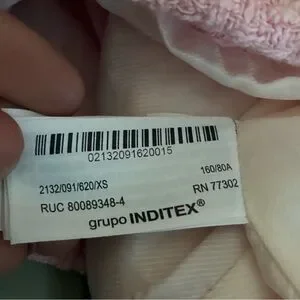 02132091620015
2132/091/620/XS 160/80A
RUC 80089348-4 RN 77302
grupo INDITEX®